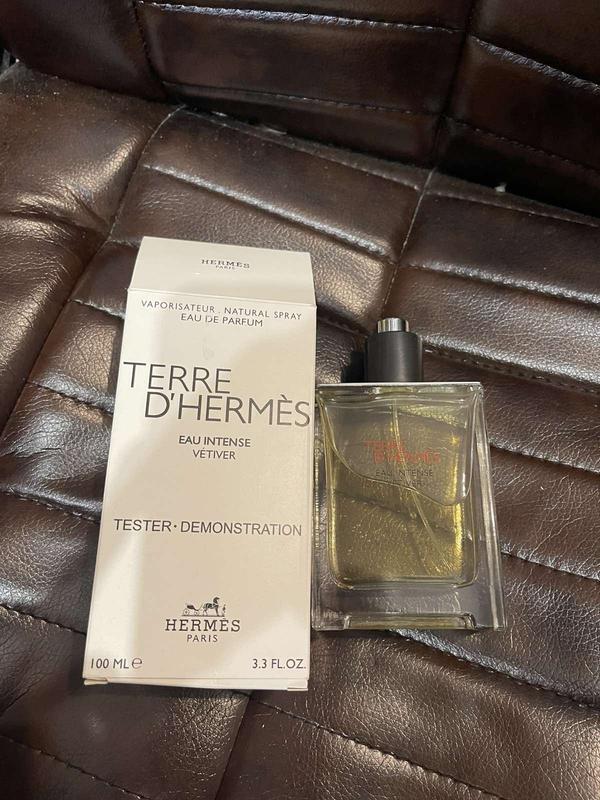 HERMÈS
PARIS
VAPORISATEUR . NATURAL SPRAY
EAU DE PARFUM
TERRE
D'HERMÈS
EAU INTENSE
VÉTIVER
TESTER • DEMONSTRATION
HERMÈS
PARIS
100 ML e
3.3 FL.OZ.
TERRE
D'HERMÈS
EAU INTENSE
VÉTIVER